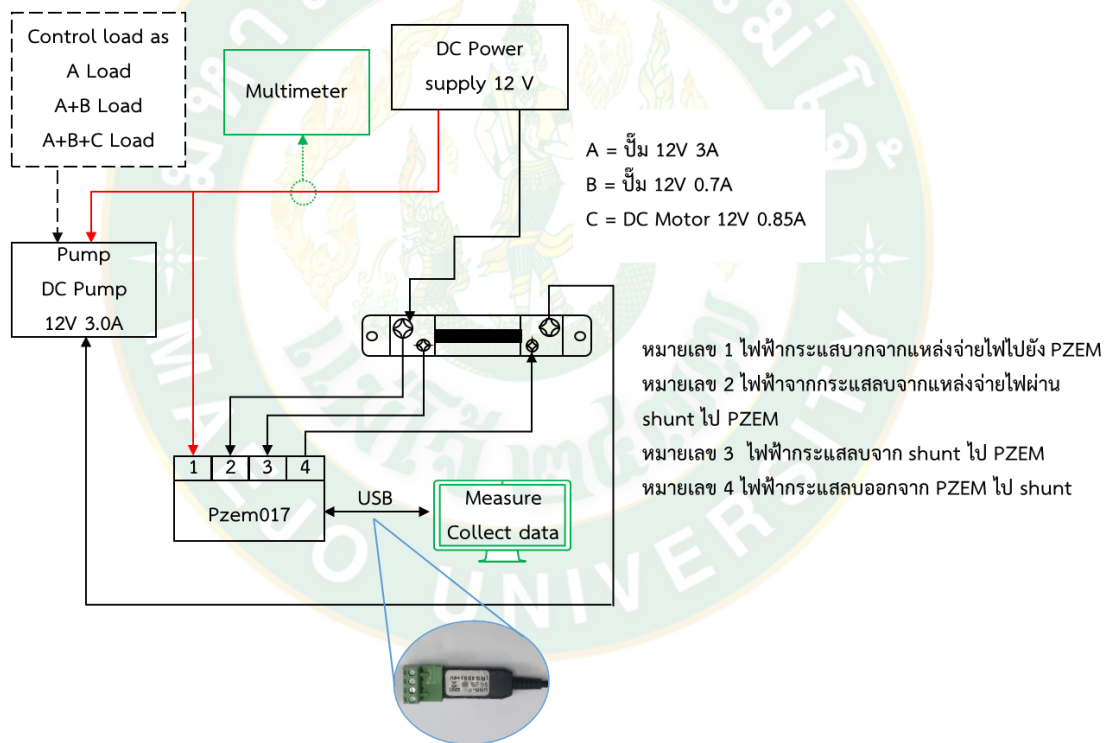 Control load as
A Load
A+B Load
A+B+C Load
Multimeter
DC Power
supply 12 V
A = ปั๊ม 12V 3A
B = ปั๊ม 12V 0.7A
C = DC Motor 12V 0.85A
Pump
DC Pump
12V 3.0A
หมายเลข 1 ไฟฟ้ากระแสบวกจากแหล่งจ่ายไฟไปยัง PZEM
หมายเลข 2 ไฟฟ้าจากกระแสลบจากแหล่งจ่ายไฟผ่าน
shunt ไป PZEM
หมายเลข 3 ไฟฟ้ากระแสลบจาก shunt ไป PZEM
หมายเลข 4 ไฟฟ้ากระแสลบออกจาก PZEM ไป shunt
1 2 3 4
Pzem017
USB
Measure
Collect data
MAEJO UNIVERSITY